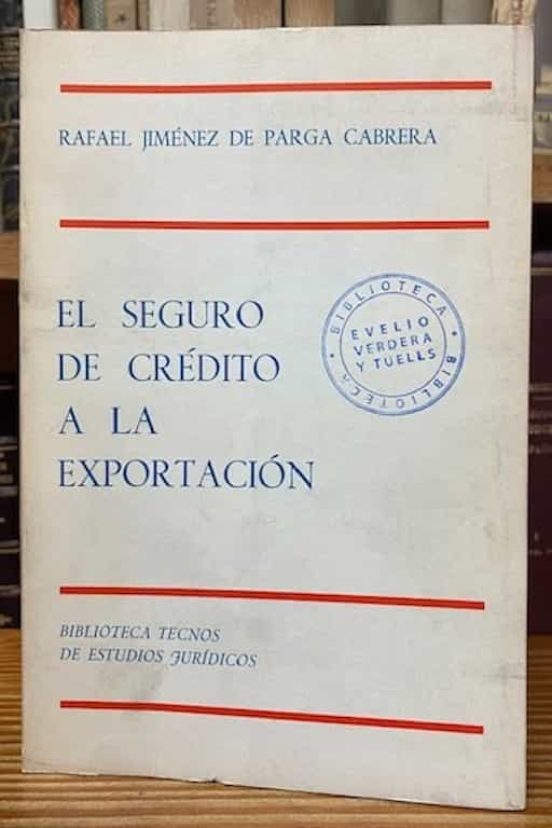 RAFAEL JIMÉNEZ DE PARGA CABRERA
EL SEGURO
DE CRÉDITO
A LA
EXPORTACIÓN
BIBLIOTECA
EVELIO
VERDERA
Y TUELLS
BIBLIOTECA
BIBLIOTECA
BIBLIOTECA TECNOS
DE ESTUDIOS JURÍDICOS